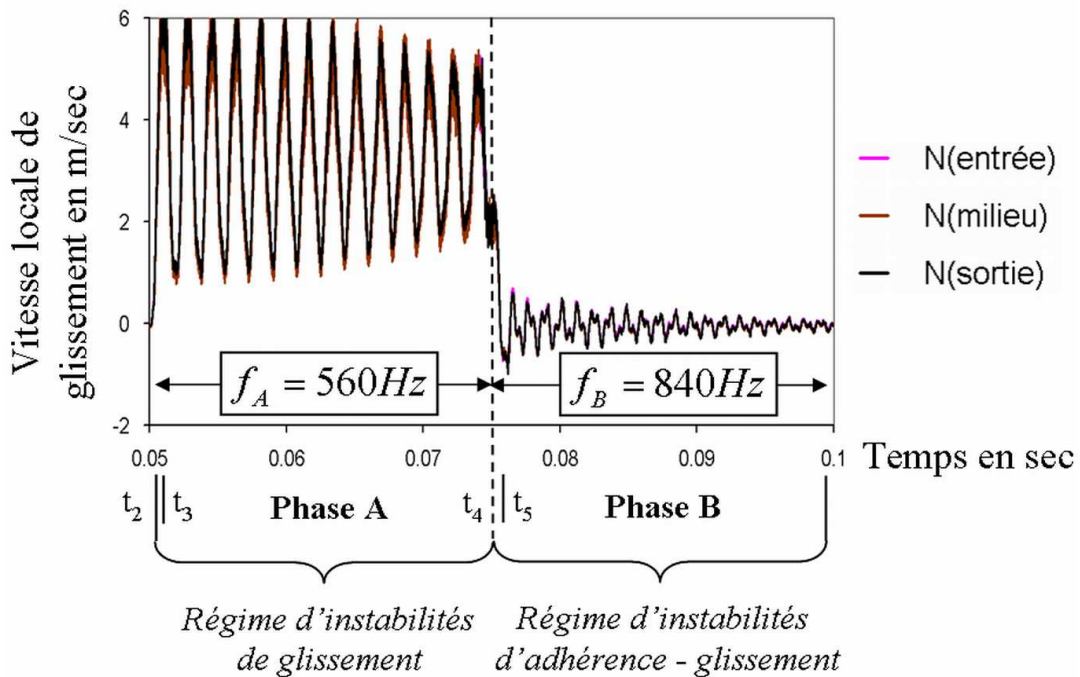 Vitesse locale de
glissement en m/sec
6
4
2
0
-2
f_A = 560Hz
f_B = 840Hz
N(entrée)
N(milieu)
N(sortie)
0.05
0.06
0.07
0.08
0.09
0.1
Temps en sec
t₂
t₃
Phase A
t₄
t₅
Phase B
Régime d'instabilités
de glissement
Régime d'instabilités
d'adhérence - glissement